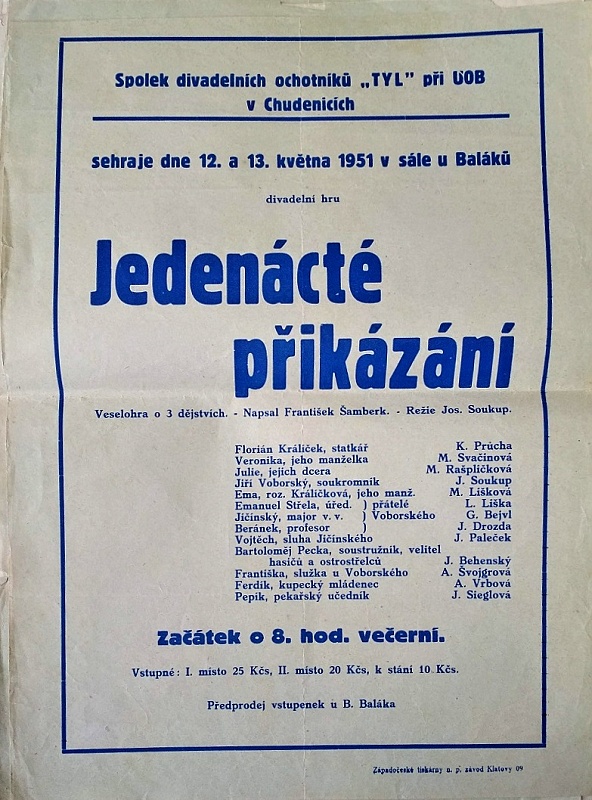 Spolek divadelních ochotníků „TYL” při UOB
v Chudenicích
sehraje dne 12. a 13. května 1951 v sále u Baláků
divadelní hru
Jedenácté
přikázání
Veselohra o 3 dějstvích. - Napsal František Šamberk. - Režie Jos. Soukup.
Florián Králíček, statkář K. Průcha
Veronika, jeho manželka M. Svačinová
Julie, jejich dcera M. Rašplíčková
Jiří Voborský, soukromník J. Soukup
Ema, roz. Králíčková, jeho manž. M. Lišková
Emanuel Střela, úřed. ) přátelé L. Liška
Jičínský, major v. v. ) Voborského G. Bejvl
Beránek, profesor ) J. Drozda
Vojtěch, sluha Jičínského J. Paleček
Bartoloměj Pecka, soustružník, velitel
hasičů a ostrostřelců J. Behenský
Františka, služka u Voborského A. Svojgrová
Ferdik, kupecký mládenec A. Vrbová
Pepík, pekařský učedník J. Sieglová
Začátek o 8. hod. večerní.
Vstupné: I. místo 25 Kčs, II. místo 20 Kčs, k stání 10 Kčs.
Předprodej vstupenek u B. Baláka
Západočeské tiskárny n. p. závod Klatovy 09